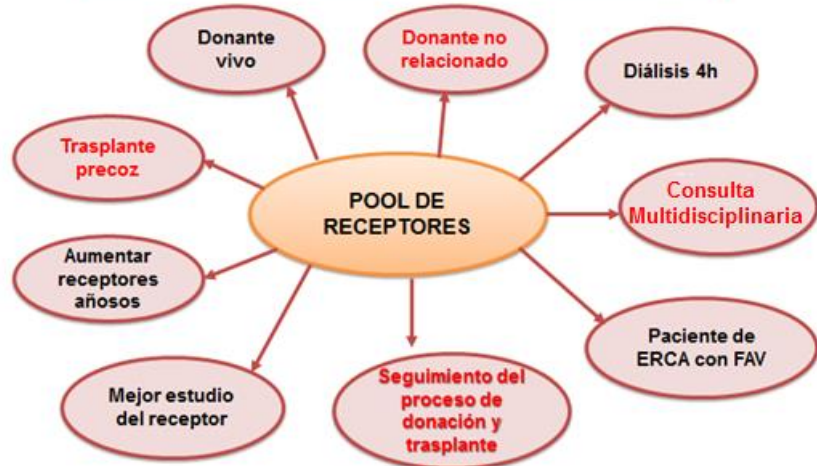 Donante
vivo
Donante no
relacionado
Diálisis 4h
Trasplante
precoz
POOL DE
RECEPTORES
Consulta
Multidisciplinaria
Aumentar
receptores
añosos
Paciente de
ERCA con FAV
Mejor estudio
del receptor
Seguimiento del
proceso de
donación y
trasplante